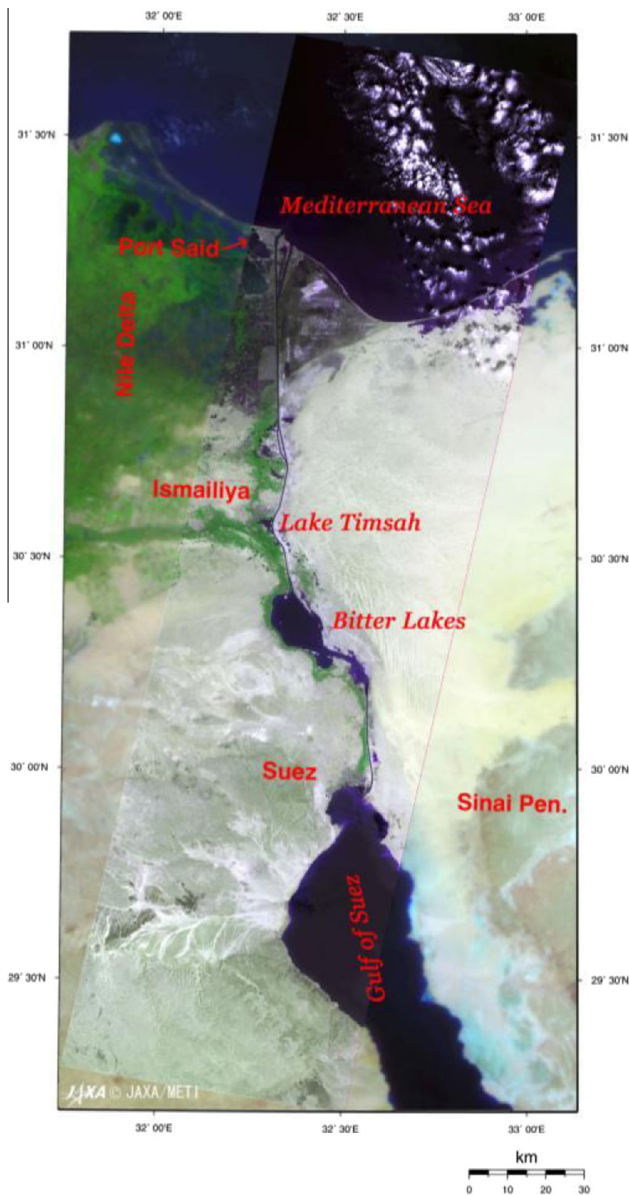 32° 00'E 32° 30'E 33° 00'E
31° 30'N 31° 30'N
Mediterranean Sea
Port Said
Nile Delta
31° 00'N 31° 00'N
Ismailiya
Lake Timsah
30° 30'N 30° 30'N
Bitter Lakes
Suez
30° 00'N 30° 00'N
Sinai Pen.
Gulf of Suez
29° 30'N 29° 30'N
JAXA © JAXA/METI
32° 00'E 32° 30'E 33° 00'E
km
0 10 20 30